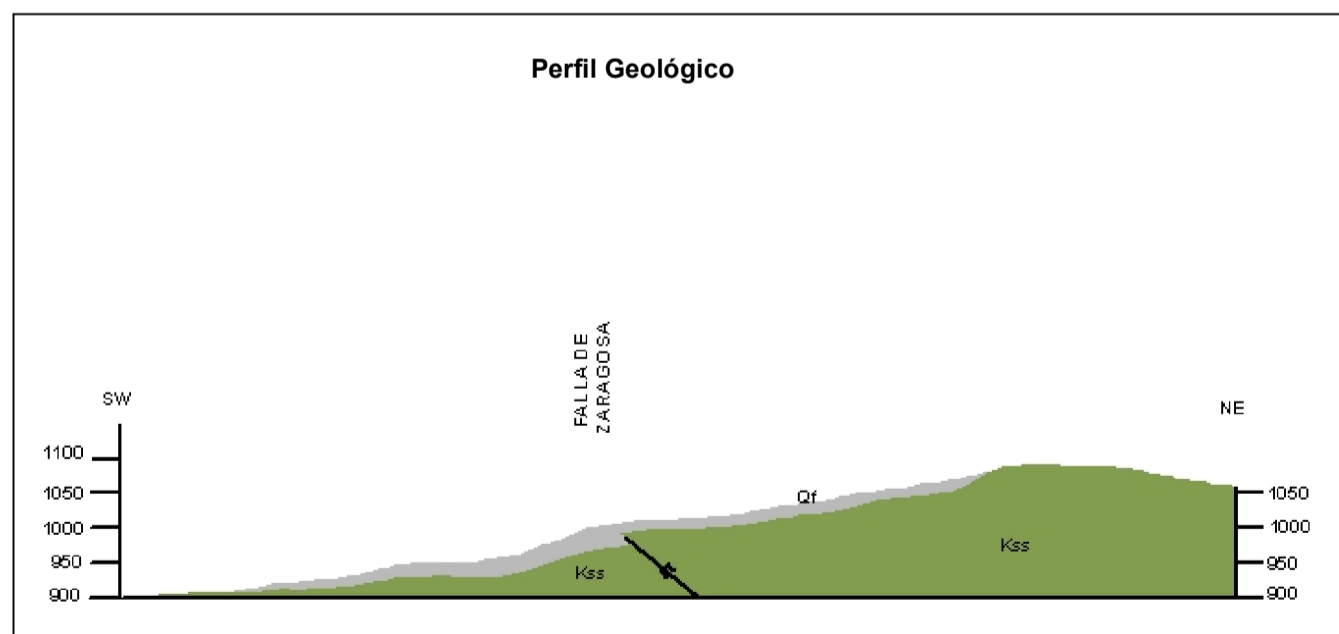 Perfil Geológico
FALLA DE
ZARAGOSA
SW
NE
1100
1050
1000
950
900
1050
1000
950
900
Qf
Kss
Kss